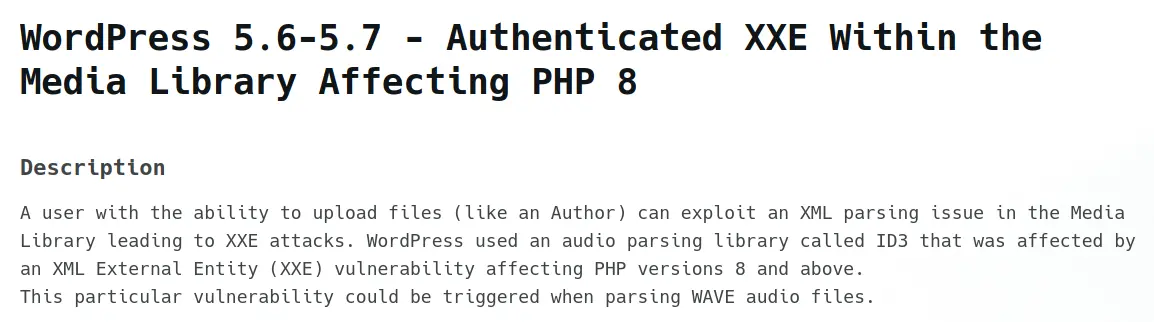 WordPress 5.6-5.7 - Authenticated XXE Within the
Media Library Affecting PHP 8
Description
A user with the ability to upload files (like an Author) can exploit an XML parsing issue in the Media
Library leading to XXE attacks. WordPress used an audio parsing library called ID3 that was affected by
an XML External Entity (XXE) vulnerability affecting PHP versions 8 and above.
This particular vulnerability could be triggered when parsing WAVE audio files.